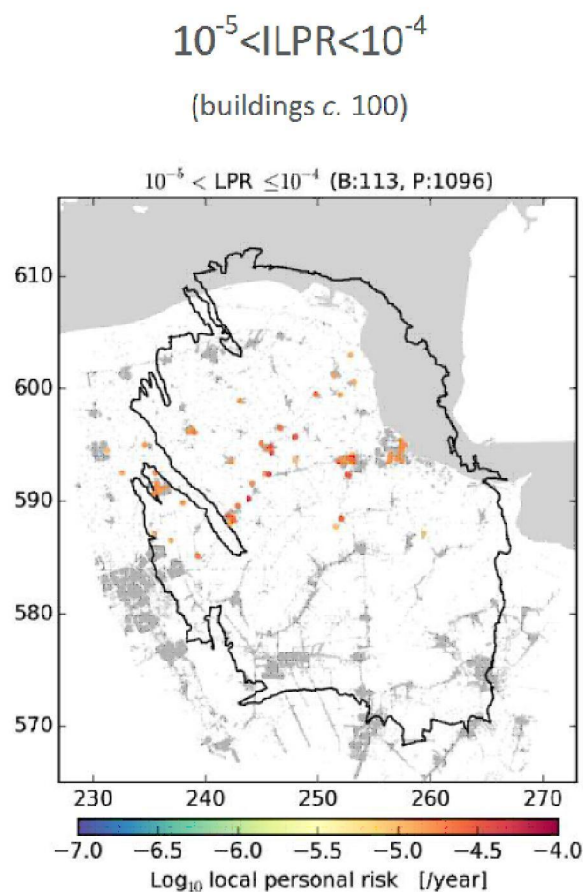 10⁻⁵<ILPR<10⁻⁴
(buildings c. 100)
10⁻⁵ < LPR ≤10⁻⁴ (B:113, P:1096)
610
600
590
580
570
230 240 250 260 270
−7.0 −6.5 −6.0 −5.5 −5.0 −4.5 −4.0
Log₁₀ local personal risk [/year]